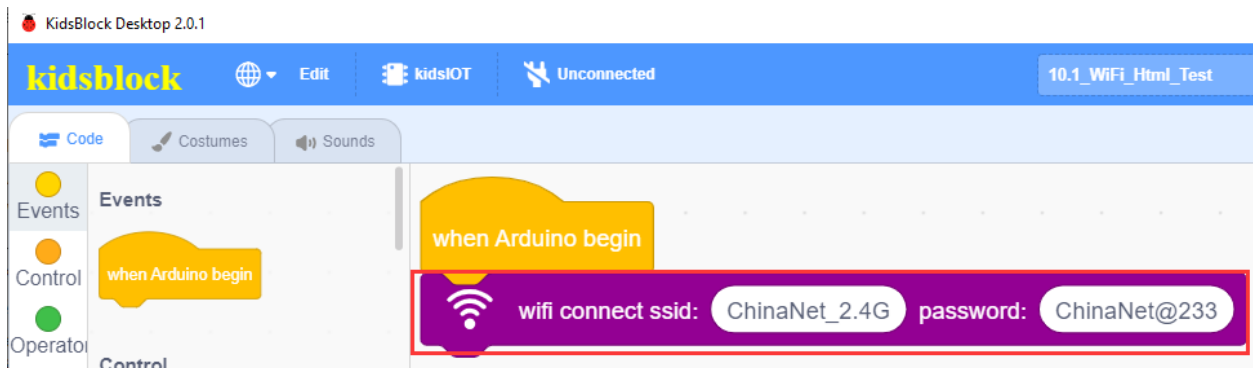 KidsBlock Desktop 2.0.1
kidsblock Edit kidsIOT Unconnected 10.1_WiFi_Html_Test
Code Costumes Sounds
Events
Control
Operator
Events
when Arduino begin
Control
when Arduino begin
wifi connect ssid: ChinaNet_2.4G password: ChinaNet@233